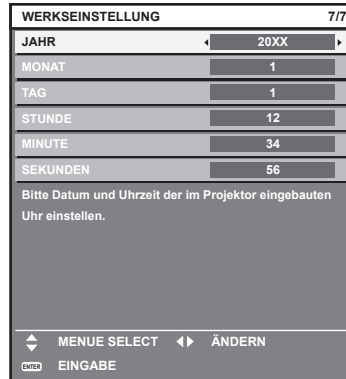 WERKSEINSTELLUNG 7/7
JAHR 20XX
MONAT 1
TAG 1
STUNDE 12
MINUTE 34
SEKUNDEN 56
Bitte Datum und Uhrzeit der im Projektor eingebauten
Uhr einstellen.
MENUE SELECT ÄNDERN
ENTER EINGABE